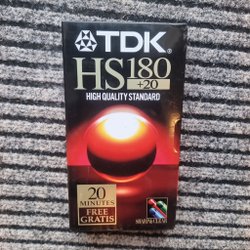 TDK®
HS180
+20
HIGH QUALITY STANDARD
20
MINUTES
FREE
GRATIS